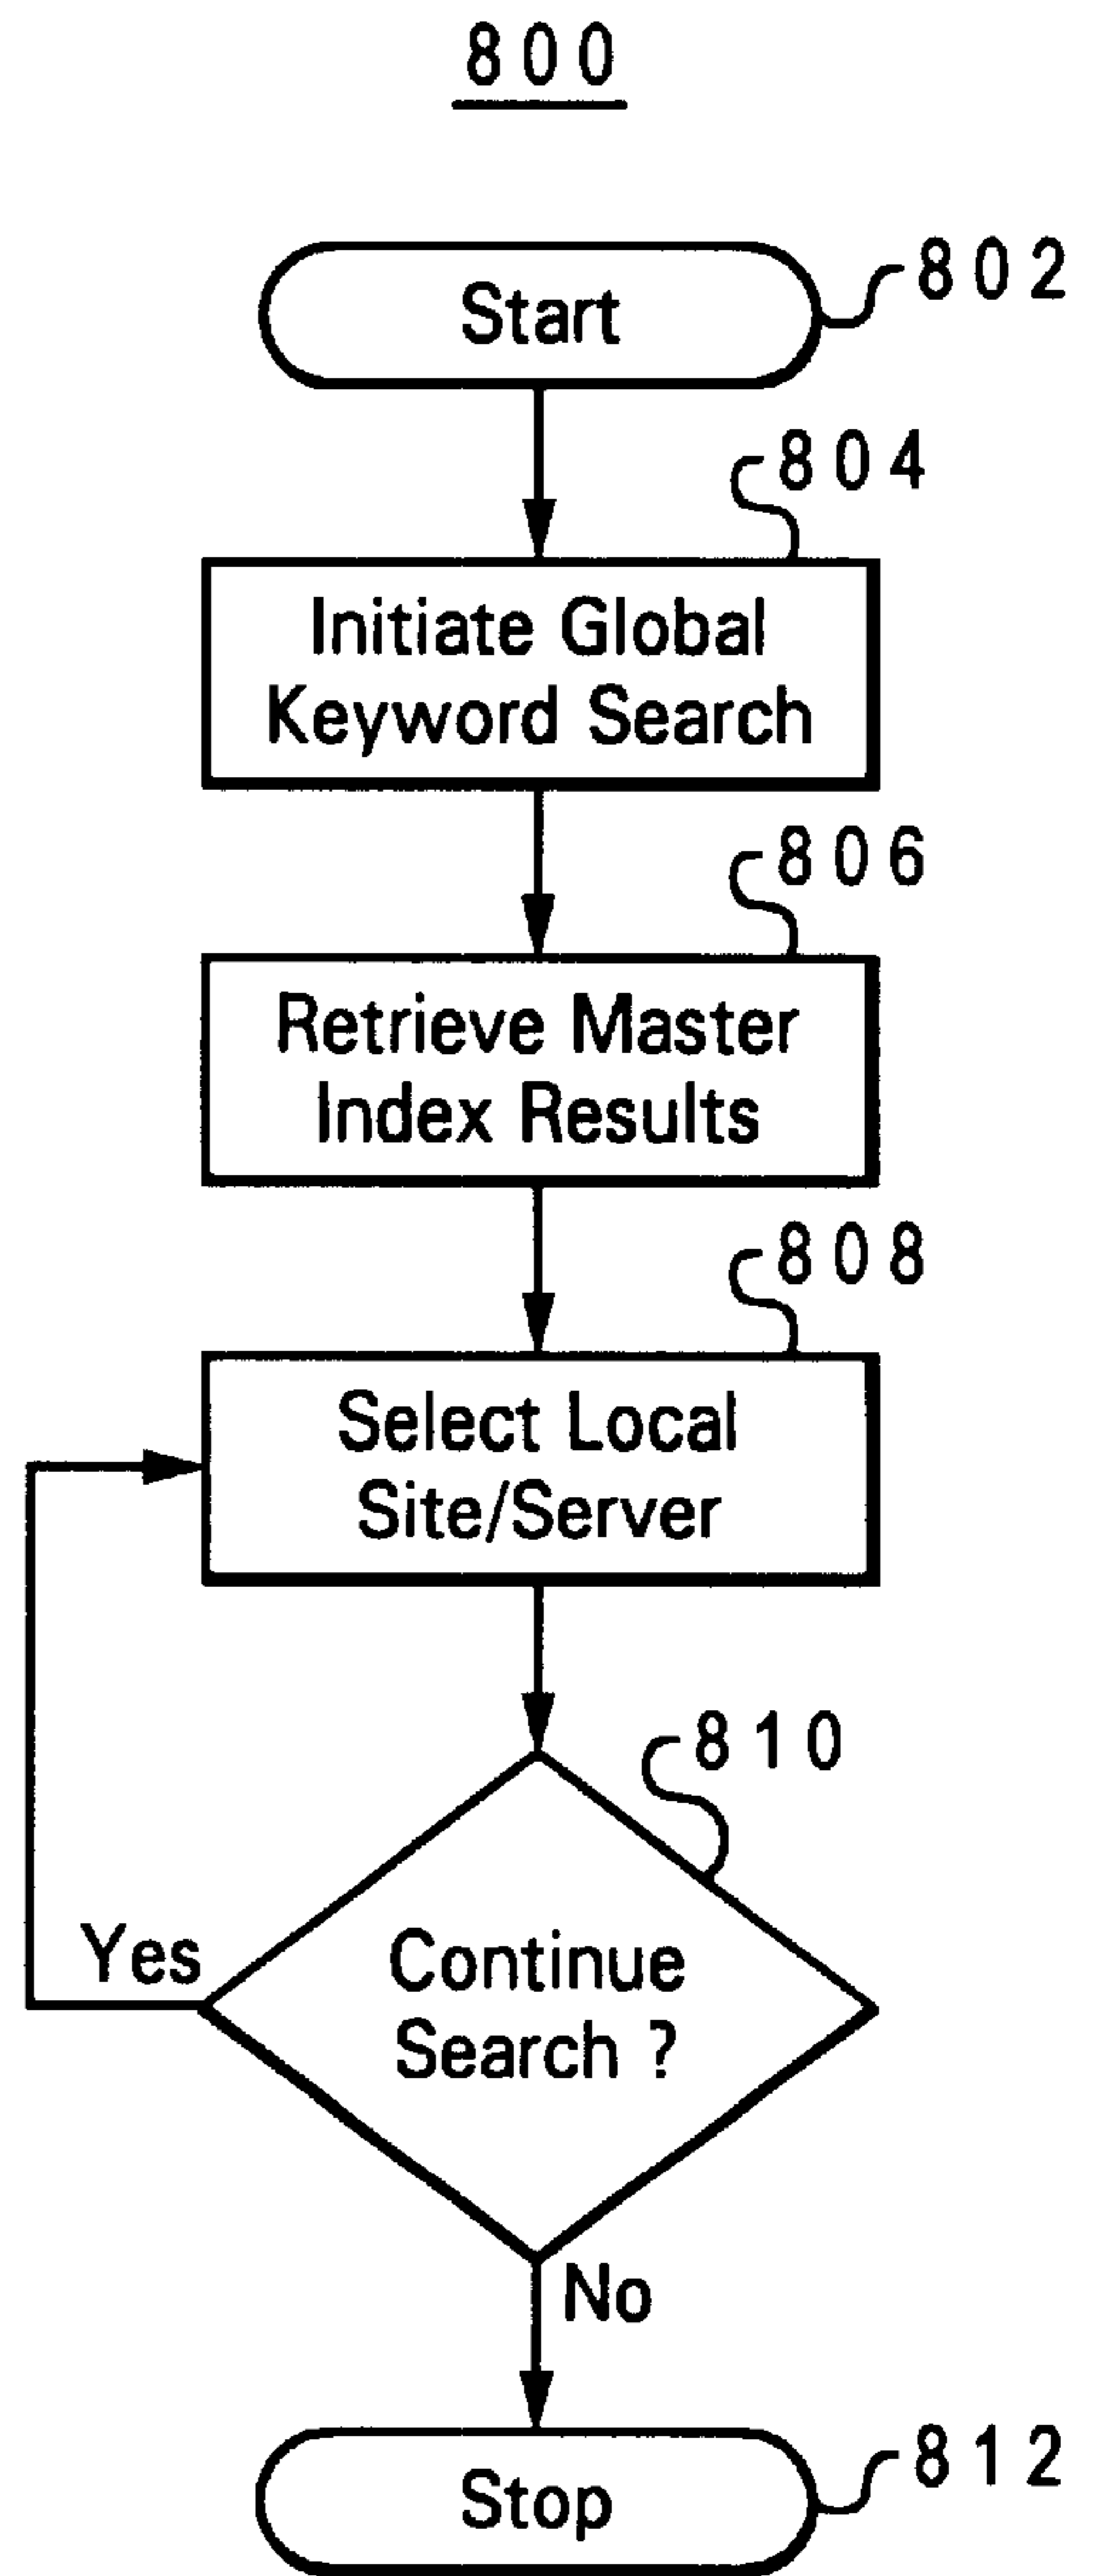 800
Start
802
804
Initiate Global
Keyword Search
806
Retrieve Master
Index Results
808
Select Local
Site/Server
810
Continue
Search ?
Yes
No
Stop
812